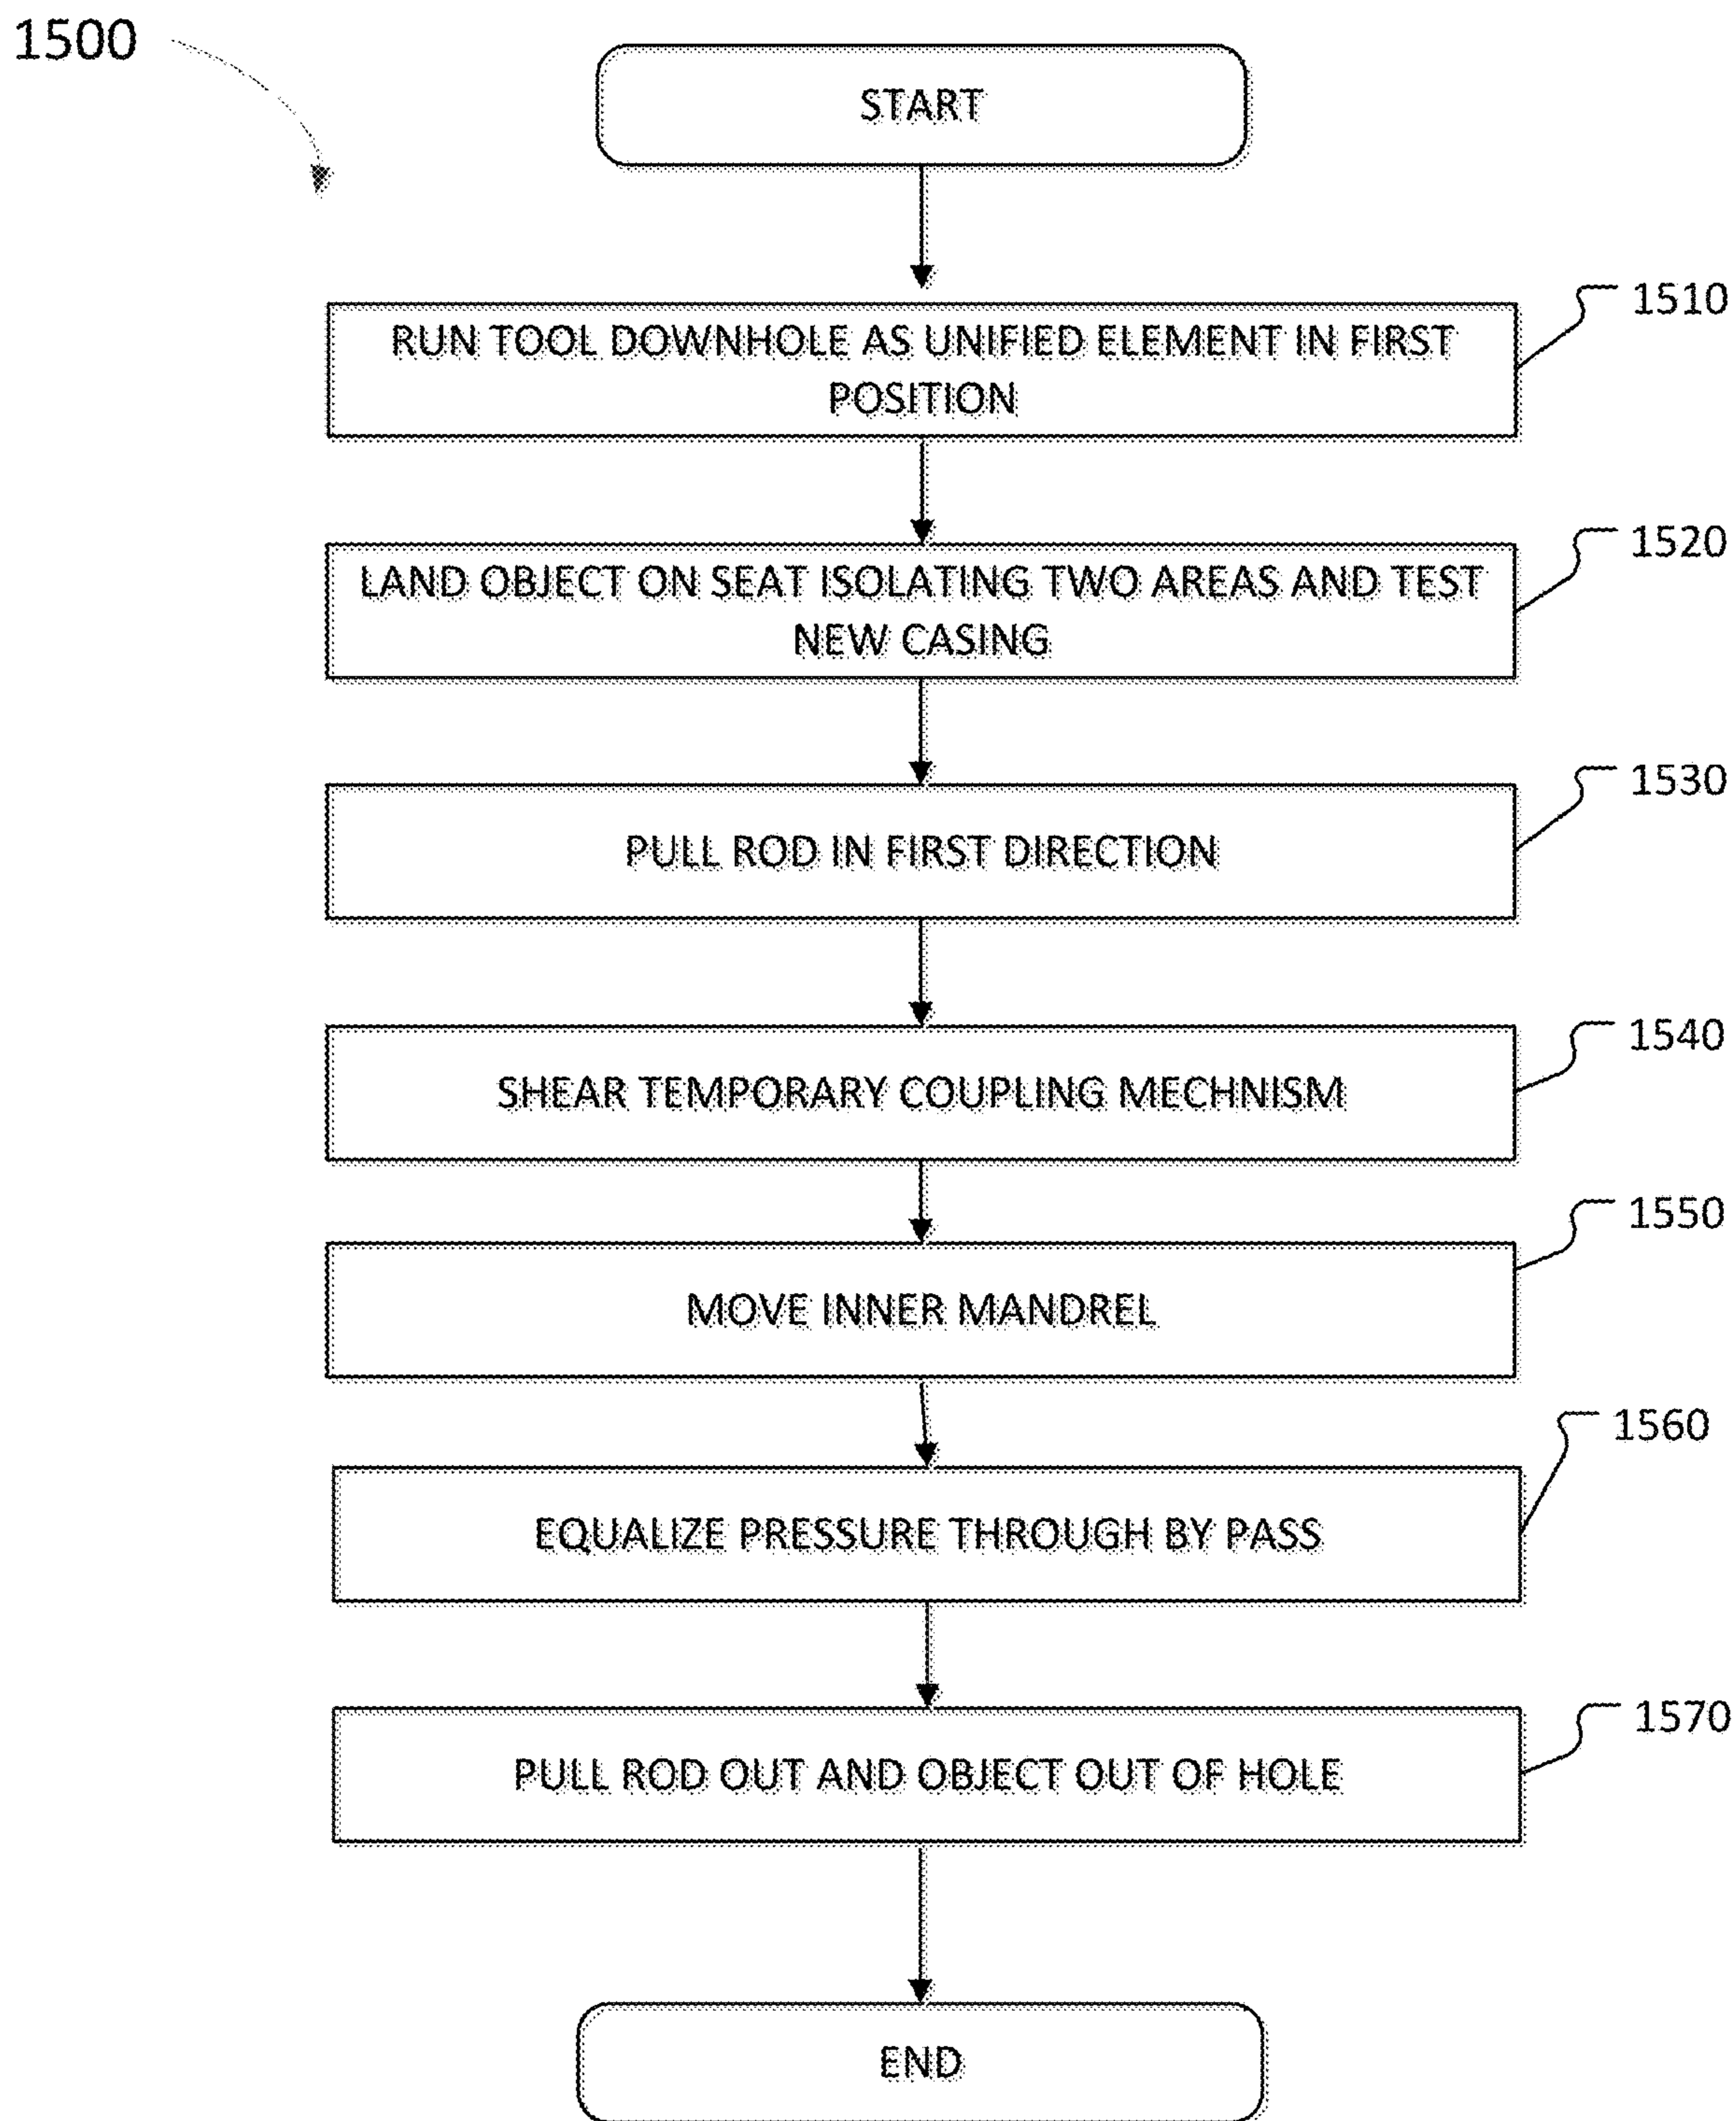 1500
START
1510
RUN TOOL DOWNHOLE AS UNIFIED ELEMENT IN FIRST
POSITION
1520
LAND OBJECT ON SEAT ISOLATING TWO AREAS AND TEST
NEW CASING
1530
PULL ROD IN FIRST DIRECTION
1540
SHEAR TEMPORARY COUPLING MECHNISM
1550
MOVE INNER MANDREL
1560
EQUALIZE PRESSURE THROUGH BY PASS
1570
PULL ROD OUT AND OBJECT OUT OF HOLE
END